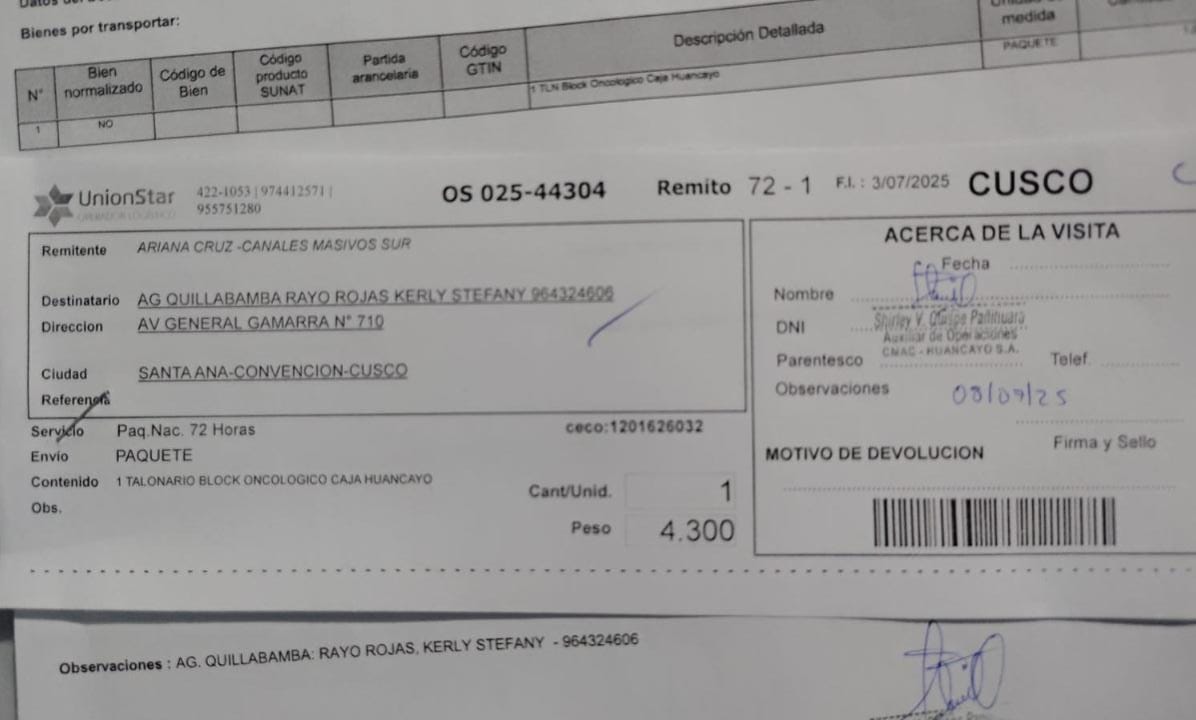 Bienes por transportar:
N° Bien normalizado Código de Bien Código producto SUNAT Partida arancelaria Código GTIN Descripción Detallada medida
1 NO 1 TLN Block Oncologico Caja Huancayo PAQUETE
UnionStar 422-1053 | 974412571 | 955751280 OS 025-44304 Remito 72 - 1 F.I. : 3/07/2025 CUSCO
OPERADOR LOGISTICO
Remitente ARIANA CRUZ -CANALES MASIVOS SUR
Destinatario AG QUILLABAMBA RAYO ROJAS KERLY STEFANY 964324606
Direccion AV GENERAL GAMARRA N° 710
Ciudad SANTA ANA-CONVENCION-CUSCO
Referencia
Servicio Paq.Nac. 72 Horas ceco:1201626032
Envio PAQUETE
Contenido 1 TALONARIO BLOCK ONCOLOGICO CAJA HUANCAYO
Obs.
Cant/Unid. 1
Peso 4.300
ACERCA DE LA VISITA
Fecha
Nombre
DNI Shirley V. Quispe Parihuara
Auxiliar de Operaciones
CMAC - HUANCAYO S.A.
Parentesco Telef.
Observaciones 08/07/25
Firma y Sello
MOTIVO DE DEVOLUCION
Observaciones : AG. QUILLABAMBA: RAYO ROJAS, KERLY STEFANY - 964324606